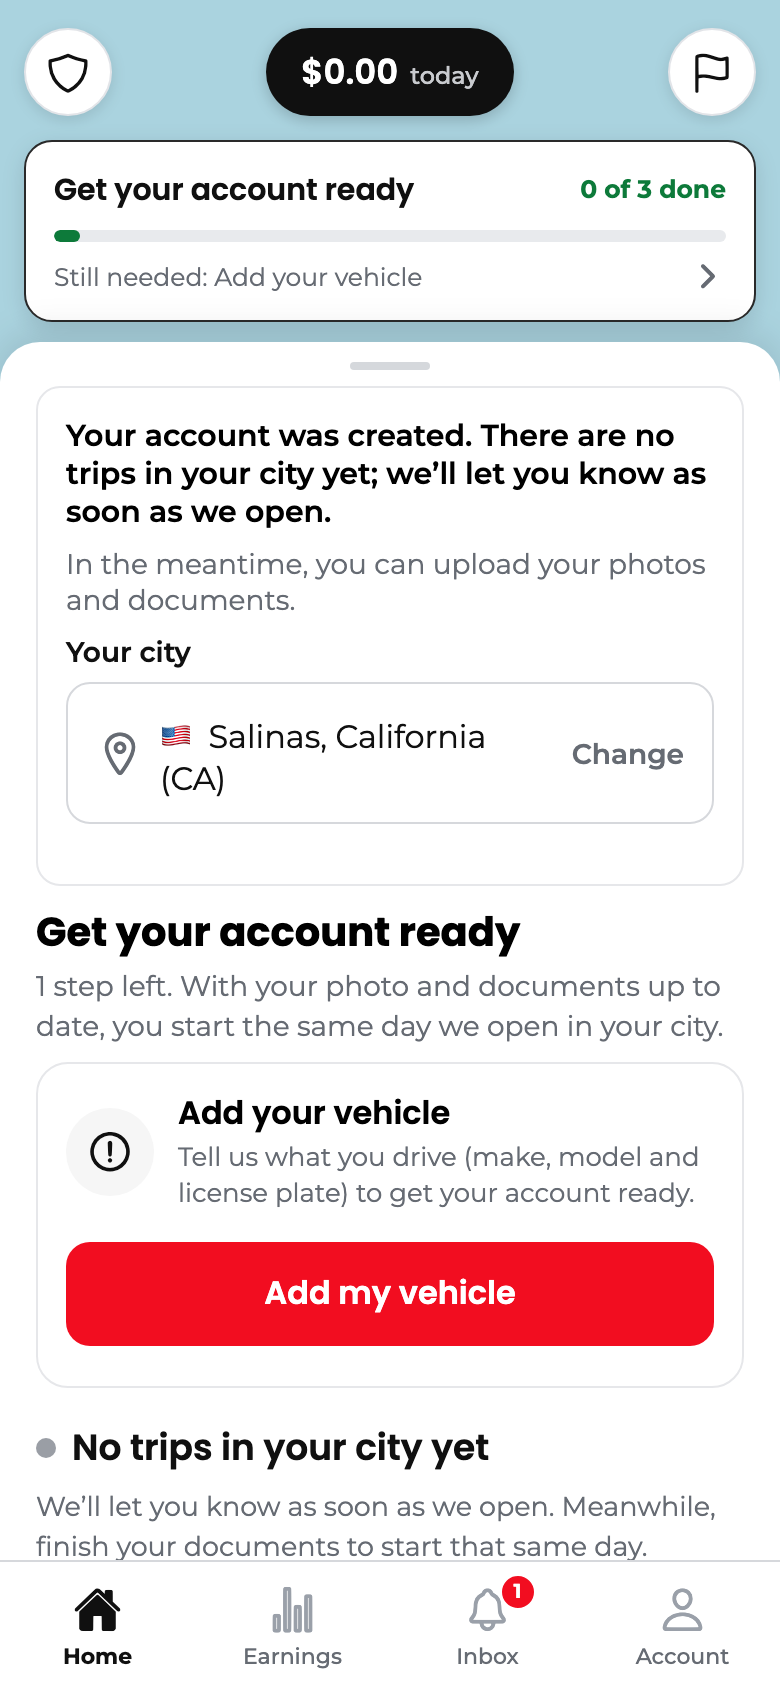 $0.00 today
Get your account ready
0 of 3 done
Still needed: Add your vehicle
Your account was created. There are no
trips in your city yet; we’ll let you know as
soon as we open.
In the meantime, you can upload your photos
and documents.
Your city
🇺🇸 Salinas, California
(CA)
Change
Get your account ready
1 step left. With your photo and documents up to
date, you start the same day we open in your city.
Add your vehicle
Tell us what you drive (make, model and
license plate) to get your account ready.
Add my vehicle
No trips in your city yet
We’ll let you know as soon as we open. Meanwhile,
finish your documents to start that same day.
1
Home
Earnings
Inbox
Account